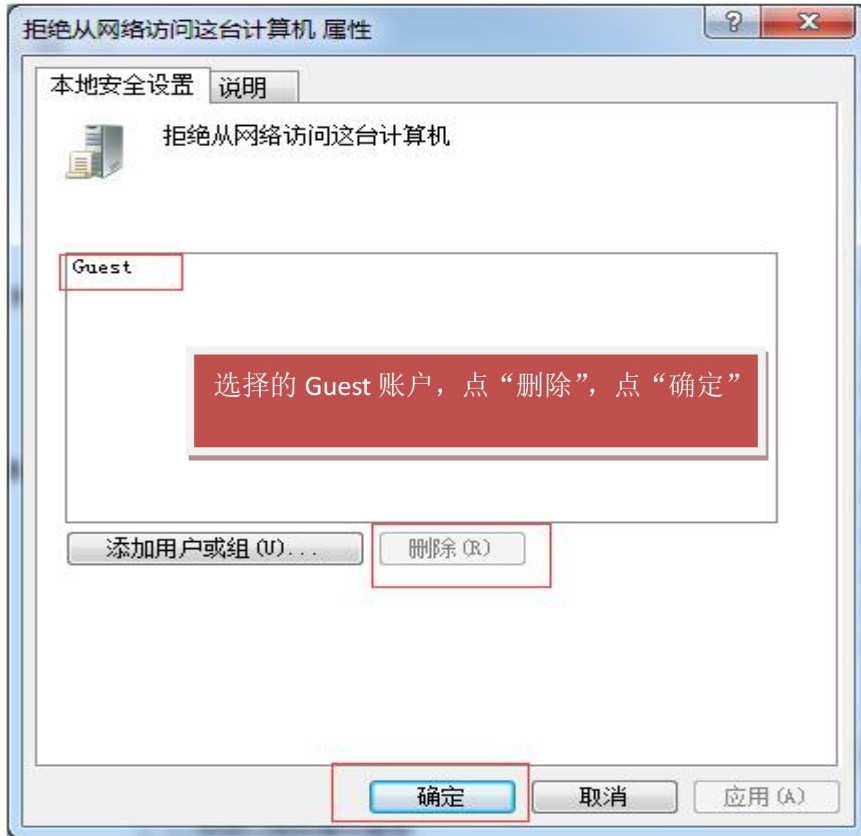 拒绝从网络访问这台计算机 属性
本地安全设置 说明
拒绝从网络访问这台计算机
Guest
选择的 Guest 账户，点“删除”，点“确定”
添加用户或组(U)... 删除(R)
确定 取消 应用(A)